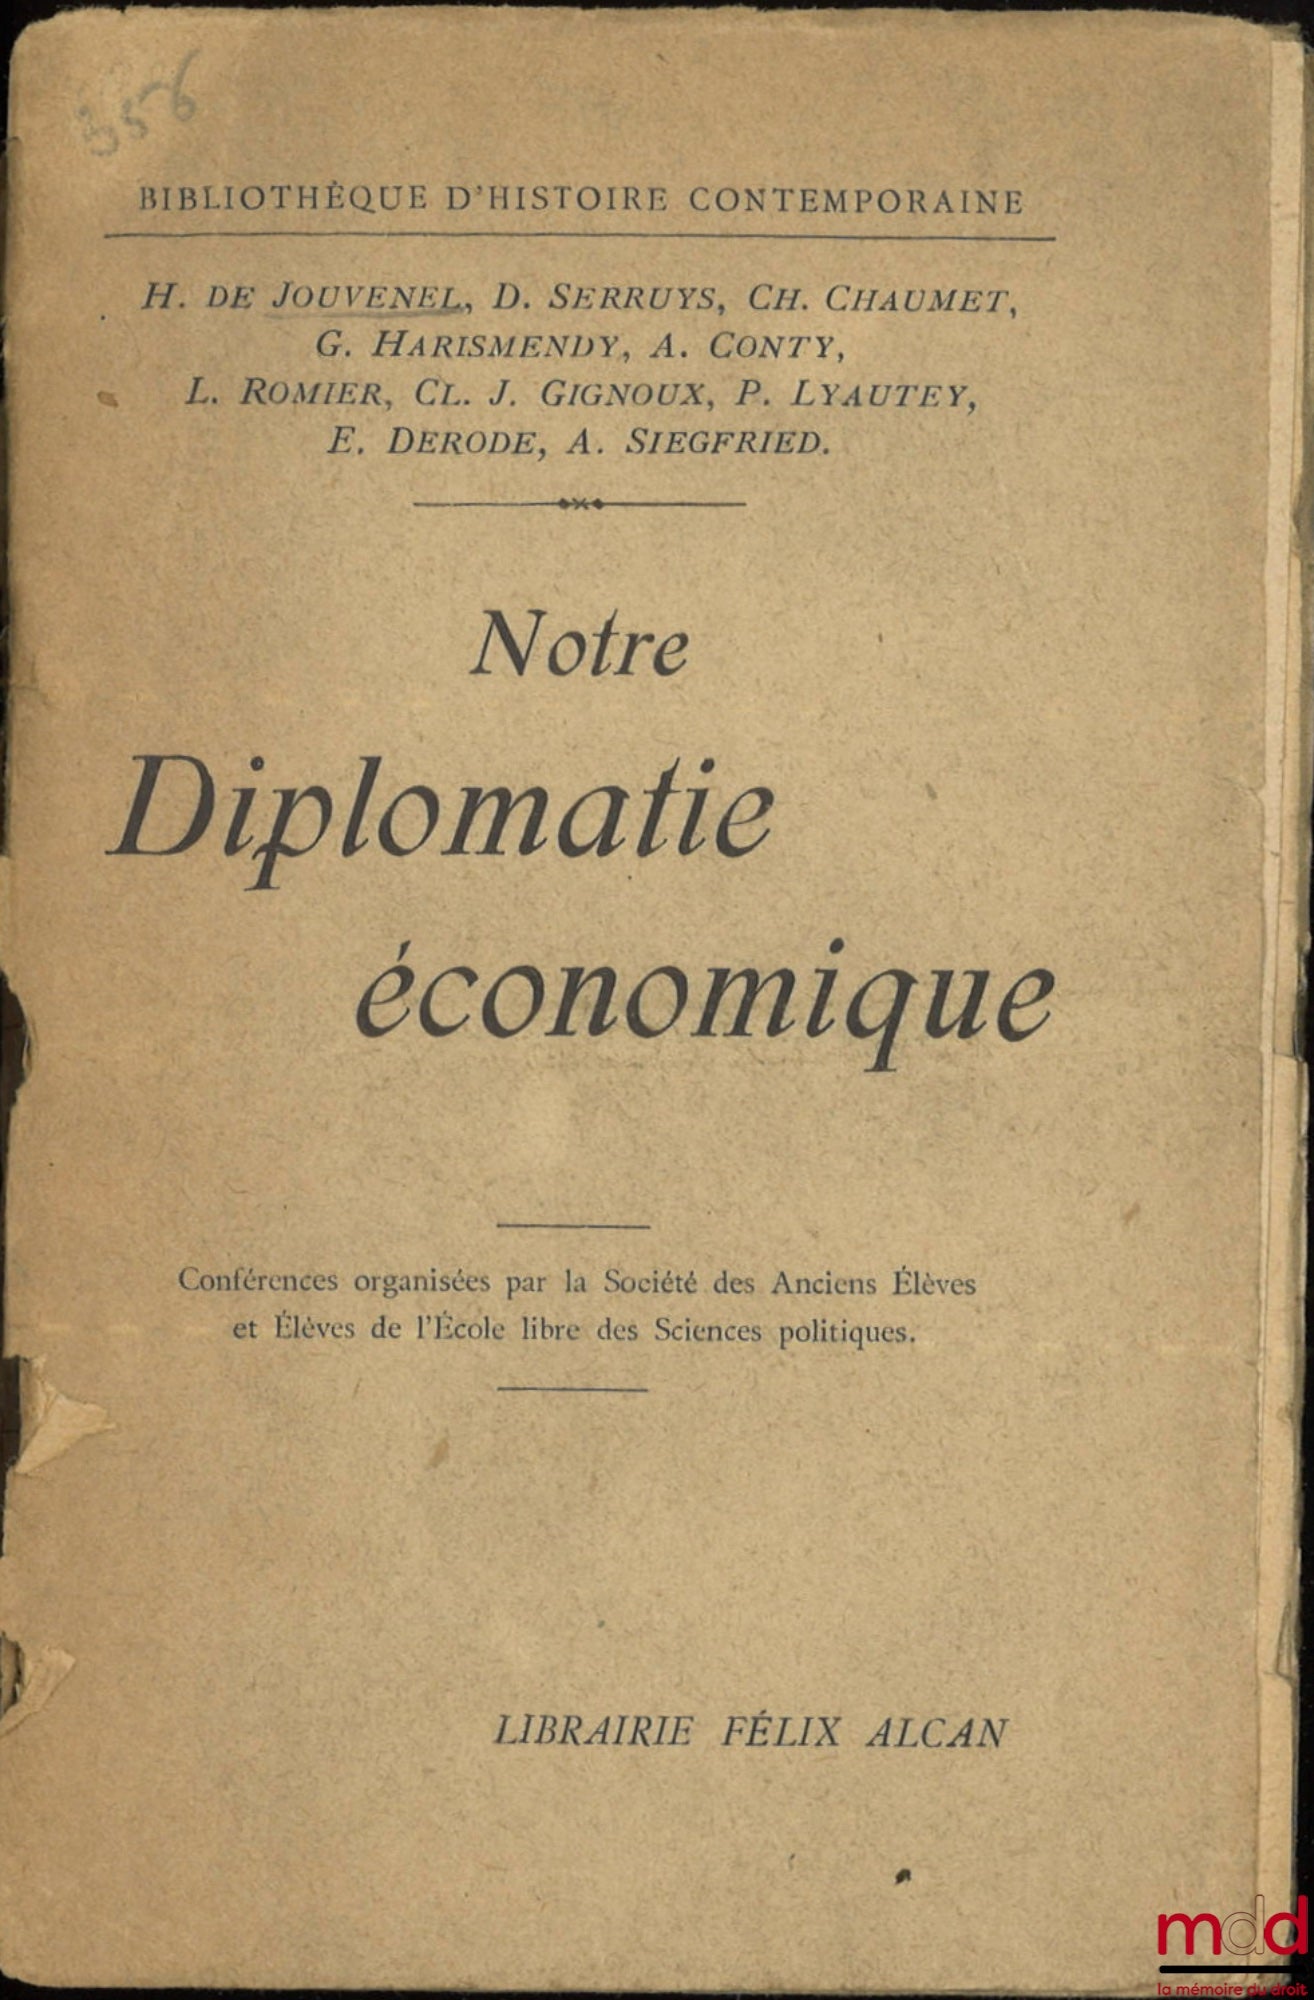 356
BIBLIOTHÈQUE D'HISTOIRE CONTEMPORAINE
H. DE JOUVENEL, D. SERRUYS, CH. CHAUMET,
G. HARISMENDY, A. CONTY,
L. ROMIER, CL. J. GIGNOUX, P. LYAUTEY,
E. DERODE, A. SIEGFRIED.
Notre
Diplomatie
économique
Conférences organisées par la Société des Anciens Élèves
et Élèves de l'École libre des Sciences politiques.
LIBRAIRIE FÉLIX ALCAN
mdd
la mémoire du droit